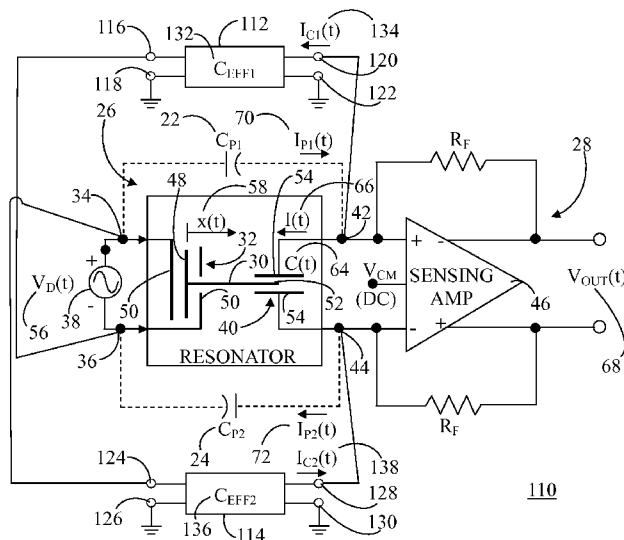 116
132
112
I_C1(t)
134
C_EFF1
120
118
122
26
22
C_P1
70
I_P1(t)
R_F
28
48
58
54
66
34
x(t)
32
I(t)
42
+
30
C(t)
64
+ -
V_D(t)
50
50
52
V_CM
(DC)
SENSING
AMP
46
V_OUT(t)
56
38
-
40
54
- +
68
36
RESONATOR
44
C_P2
I_P2(t)
R_F
24
72
I_C2(t)
138
124
C_EFF2
128
110
126
136
114
130